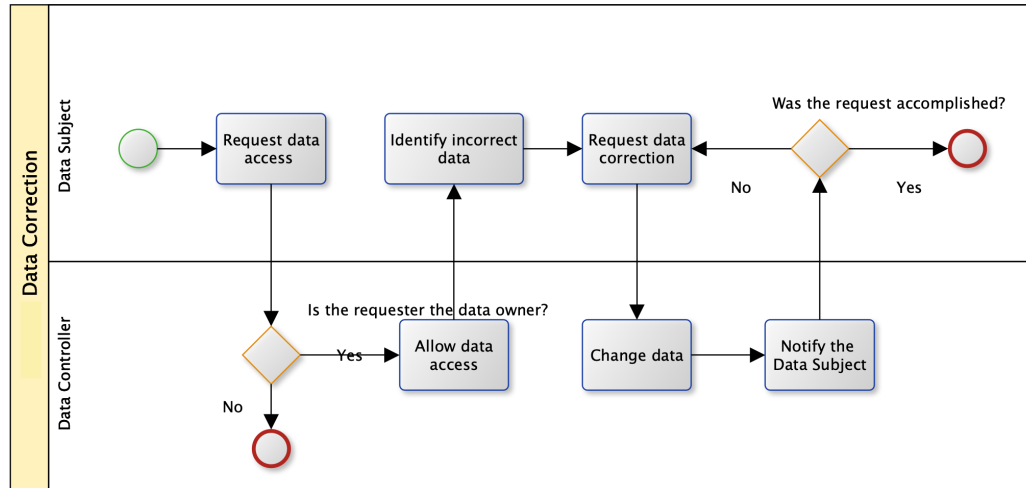 Data Correction
Data Subject
Request data
access
Identify incorrect
data
Request data
correction
Was the request accomplished?
No
Yes
Data Controller
Is the requester the data owner?
Yes
No
Allow data
access
Change data
Notify the
Data Subject